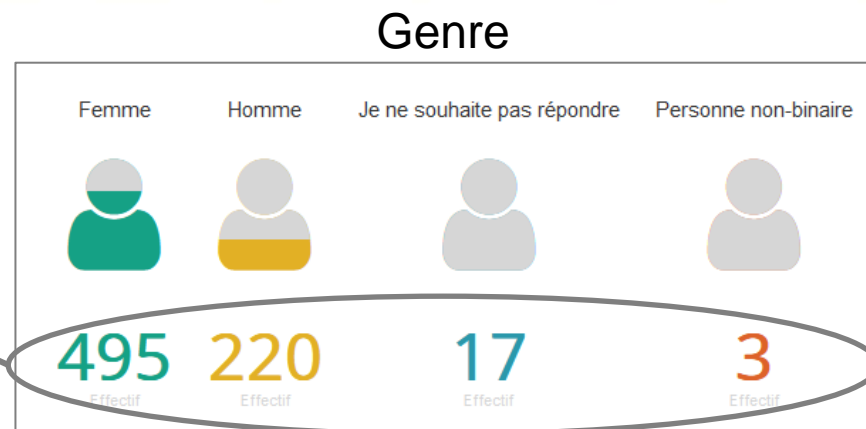 Genre
Femme Homme Je ne souhaite pas répondre Personne non-binaire
495 220 17 3
Effectif Effectif Effectif Effectif